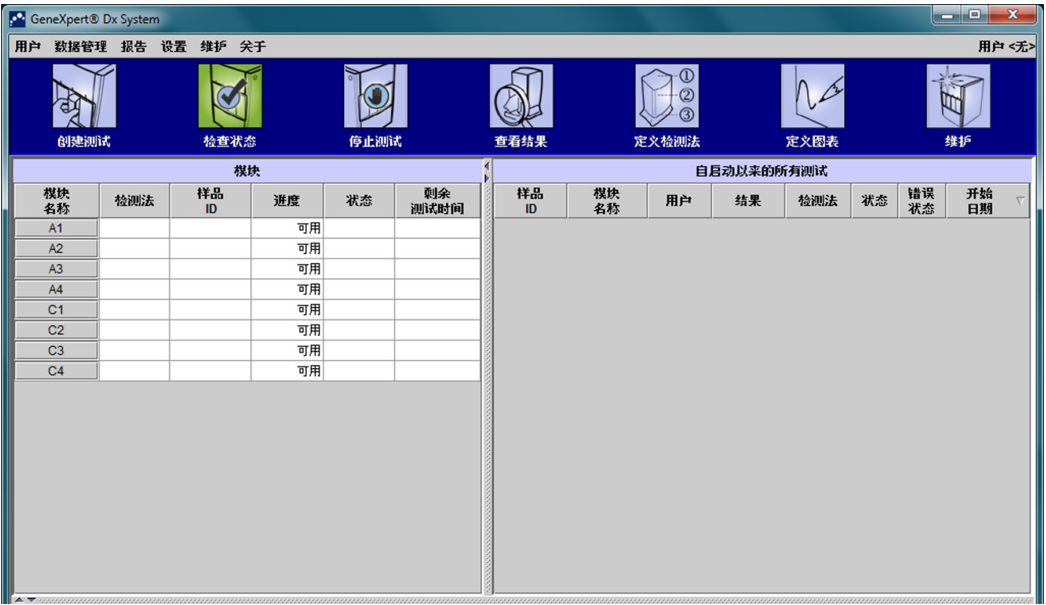 GeneXpert® Dx System
用户 数据管理 报告 设置 维护 关于 用户 <无>
创建测试 检查状态 停止测试 查看结果 定义检测法 定义图表 维护
① ② ③
模块
模块名称 检测法 样品ID 进度 状态 剩余测试时间
A1 可用
A2 可用
A3 可用
A4 可用
C1 可用
C2 可用
C3 可用
C4 可用
自启动以来的所有测试
样品ID 模块名称 用户 结果 检测法 状态 错误状态 开始日期